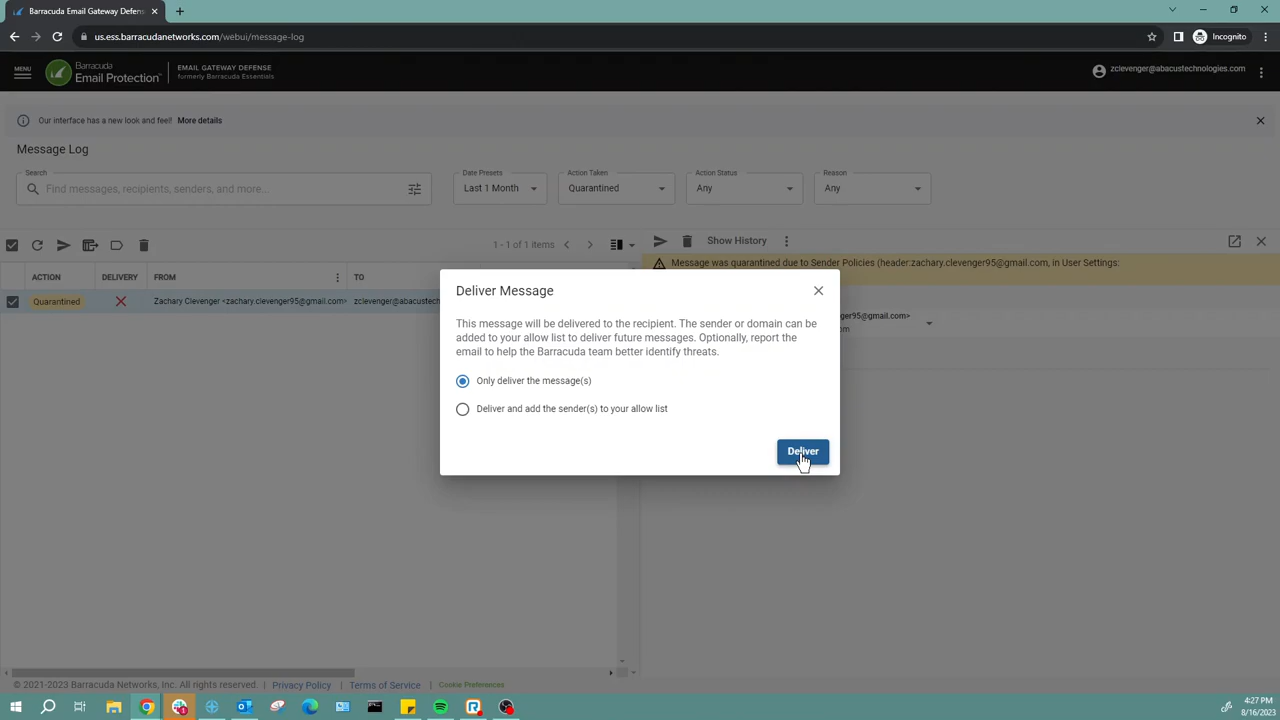 Barracuda Email Gateway Defens
us.ess.barracudanetworks.com/webui/message-log
Incognito
MENU
Barracuda
Email Protection
EMAIL GATEWAY DEFENSE
formerly Barracuda Essentials
zclevenger@abacustechnologies.com
Our interface has a new look and feel! More details
Message Log
Search
Find messages, recipients, senders, and more...
Date Presets
Last 1 Month
Action Taken
Quarantined
Action Status
Any
Reason
Any
1 - 1 of 1 items
Show History
Message was quarantined due to Sender Policies (header:zachary.clevenger95@gmail.com, in User Settings:
ACTION DELIVERY FROM TO
Quarantined Zachary Clevenger <zachary.clevenger95@gmail.com> zclevenger@abacustech
ger95@gmail.com>
om
Deliver Message
This message will be delivered to the recipient. The sender or domain can be
added to your allow list to deliver future messages. Optionally, report the
email to help the Barracuda team better identify threats.
Only deliver the message(s)
Deliver and add the sender(s) to your allow list
Deliver
© 2021-2023 Barracuda Networks, Inc. All rights reserved. | Privacy Policy | Terms of Service | Cookie Preferences
4:27 PM
8/16/2023